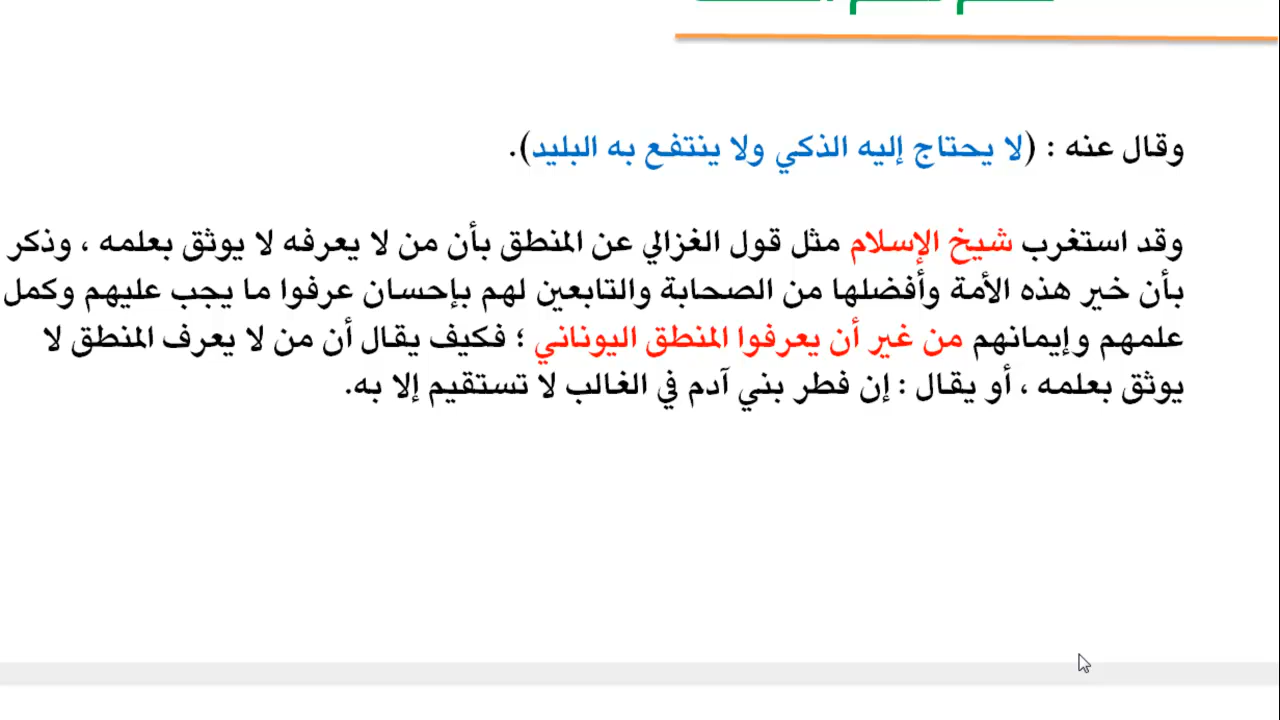 وقال عنه : (لا يحتاج إليه الذكي ولا ينتفع به البليد).
وقد استغرب شيخ الإسلام مثل قول الغزالي عن المنطق بأن من لا يعرفه لا يوثق بعلمه ، وذكر
بأن خير هذه الأمة وأفضلها من الصحابة والتابعين لهم بإحسان عرفوا ما يجب عليهم وكمل
علمهم وإيمانهم من غير أن يعرفوا المنطق اليوناني ؛ فكيف يقال أن من لا يعرف المنطق لا
يوثق بعلمه ، أو يقال : إن فطر بني آدم في الغالب لا تستقيم إلا به.